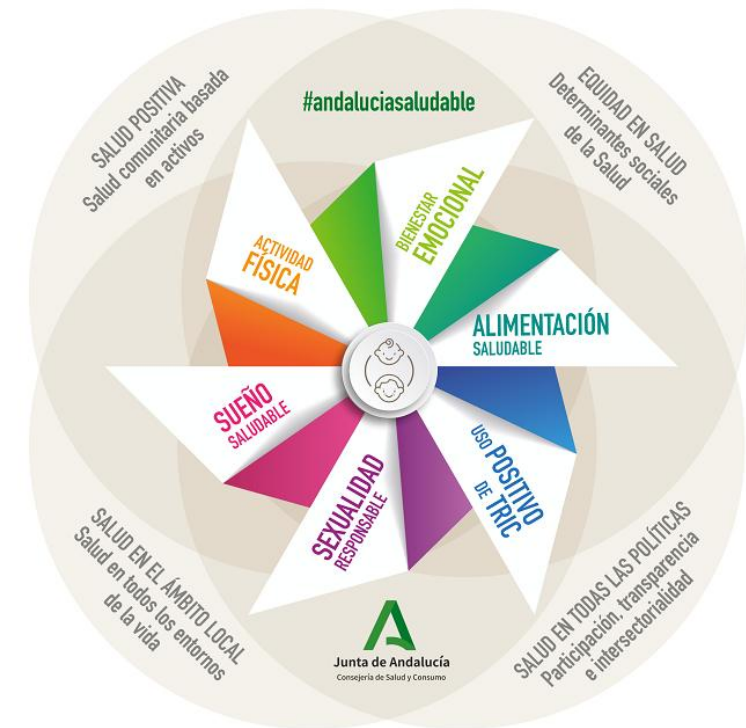 #andaluciasaludable
SALUD POSITIVA
Salud comunitaria basada
en activos
EQUIDAD EN SALUD
Determinantes sociales
de la Salud
BIENESTAR
EMOCIONAL
ACTIVIDAD
FÍSICA
ALIMENTACIÓN
SALUDABLE
SUEÑO
SALUDABLE
USO POSITIVO
DE TRIC
SEXUALIDAD
RESPONSABLE
SALUD EN EL ÁMBITO LOCAL
Salud en todos los entornos
de la vida
SALUD EN TODAS LAS POLÍTICAS
Participación, transparencia
e intersectorialidad
Junta de Andalucía
Consejería de Salud y Consumo